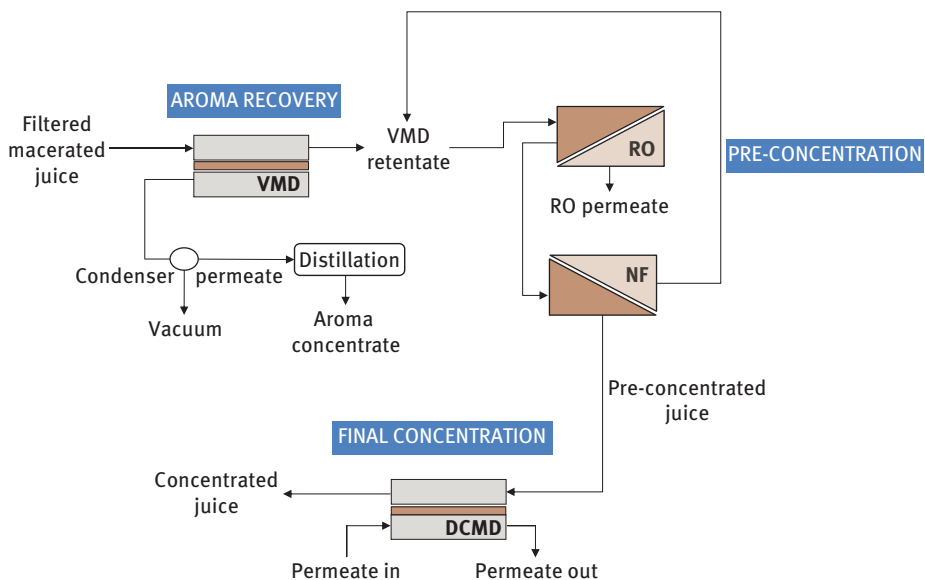 AROMA RECOVERY
Filtered
macerated
juice
VMD
VMD
retentate
RO
RO permeate
PRE-CONCENTRATION
Condenser
permeate
Distillation
Vacuum
Aroma
concentrate
NF
Pre-concentrated
juice
FINAL CONCENTRATION
Concentrated
juice
DCMD
Permeate in
Permeate out